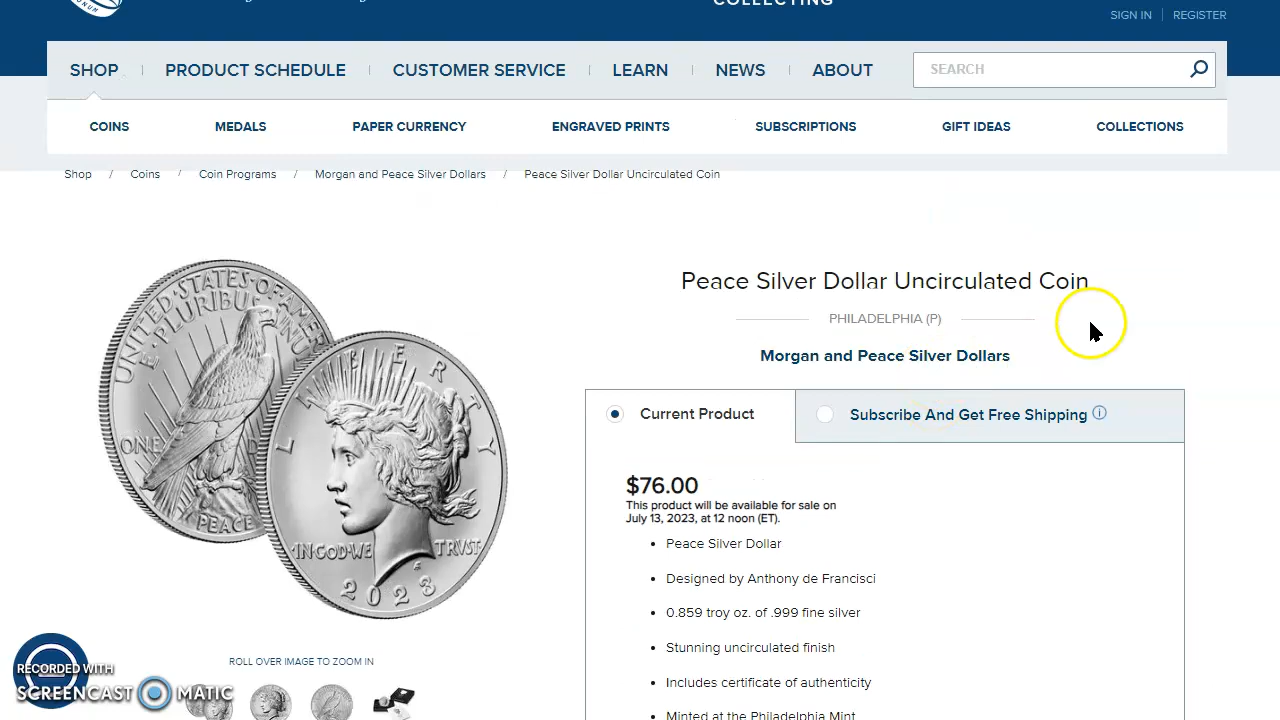 COLLECTING
SIGN IN
REGISTER
SHOP
PRODUCT SCHEDULE
CUSTOMER SERVICE
LEARN
NEWS
ABOUT
SEARCH
COINS
MEDALS
PAPER CURRENCY
ENGRAVED PRINTS
SUBSCRIPTIONS
GIFT IDEAS
COLLECTIONS
Shop / Coins / Coin Programs / Morgan and Peace Silver Dollars / Peace Silver Dollar Uncirculated Coin
UNITED·STATES·OF·AMER
E·PLURIBUS·UNU
ONE
PEACE
LIBERTY
IN·GOD·WE TRVST·
2023
Peace Silver Dollar Uncirculated Coin
PHILADELPHIA (P)
Morgan and Peace Silver Dollars
Current Product
Subscribe And Get Free Shipping
$76.00
This product will be available for sale on
July 13, 2023, at 12 noon (ET).
• Peace Silver Dollar
• Designed by Anthony de Francisci
• 0.859 troy oz. of .999 fine silver
• Stunning uncirculated finish
• Includes certificate of authenticity
• Minted at the Philadelphia Mint
ROLL OVER IMAGE TO ZOOM IN
RECORDED WITH
SCREENCAST MATIC